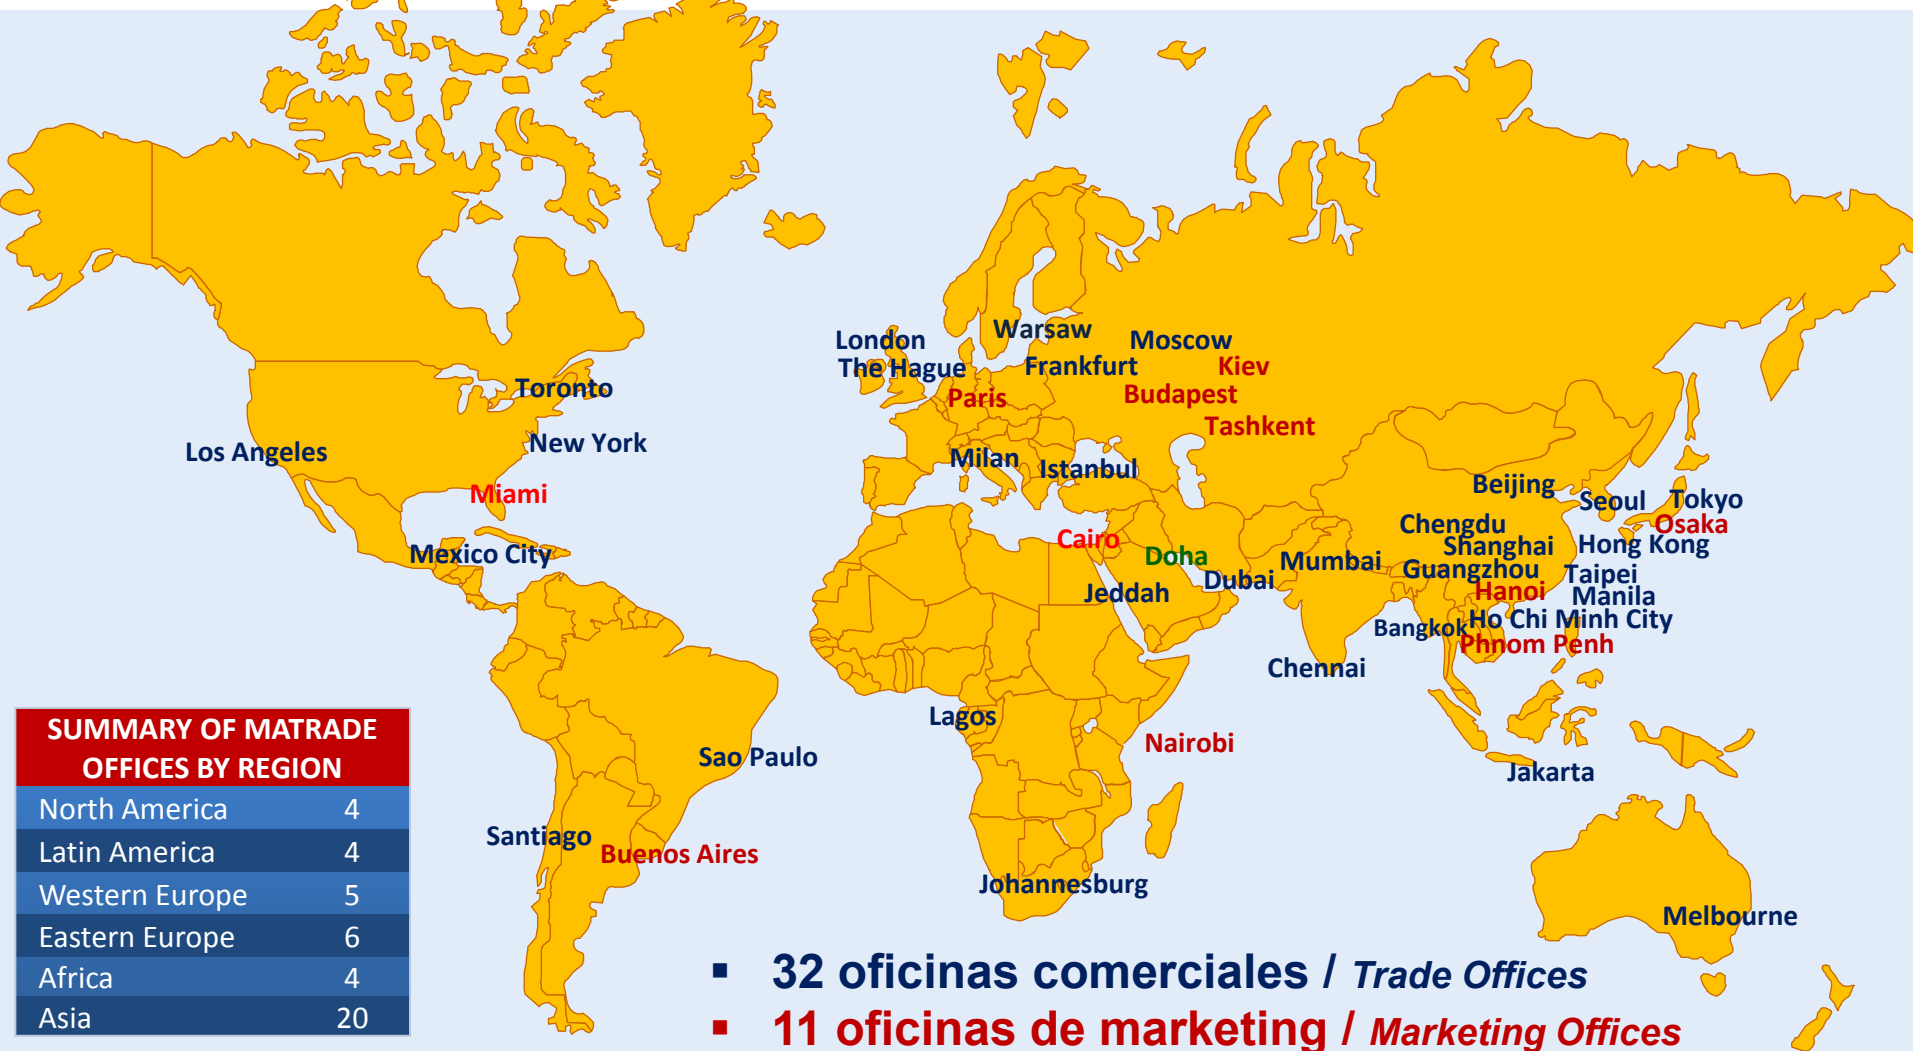 London
Warsaw
Moscow
The Hague
Frankfurt
Kiev
Toronto
Paris
Budapest
Tashkent
Los Angeles
New York
Milan
Istanbul
Miami
Beijing
Seoul
Tokyo
Chengdu
Osaka
Mexico City
Cairo
Doha
Mumbai
Shanghai
Hong Kong
Jeddah
Dubai
Guangzhou
Taipei
Hanoi
Manila
Bangkok
Ho Chi Minh City
Phnom Penh
Chennai
Lagos
Nairobi
Sao Paulo
Jakarta
Santiago
Buenos Aires
Johannesburg
Melbourne
SUMMARY OF MATRADE
OFFICES BY REGION
North America 4
Latin America 4
Western Europe 5
Eastern Europe 6
Africa 4
Asia 20
▪ 32 oficinas comerciales / Trade Offices
▪ 11 oficinas de marketing / Marketing Offices